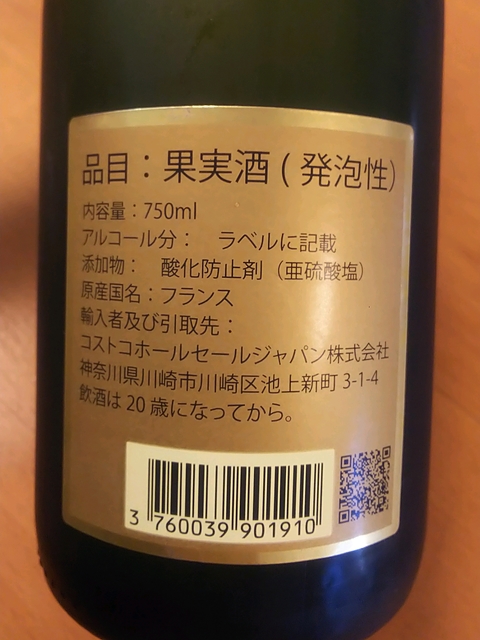 品目：果実酒(発泡性)
内容量：750ml
アルコール分：　ラベルに記載
添加物：　酸化防止剤（亜硫酸塩）
原産国名：フランス
輸入者及び引取先：
コストコホールセールジャパン株式会社
神奈川県川崎市川崎区池上新町 3-1-4
飲酒は 20 歳になってから。
3 760039 901910